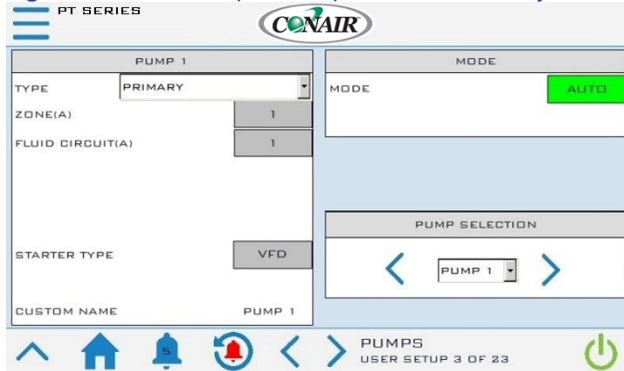 PT SERIES
CONAIR
PUMP 1
TYPE PRIMARY
ZONE(A) 1
FLUID CIRCUIT(A) 1
STARTER TYPE VFD
CUSTOM NAME PUMP 1
MODE
MODE AUTO
PUMP SELECTION
PUMP 1
5
PUMPS
USER SETUP 3 OF 23